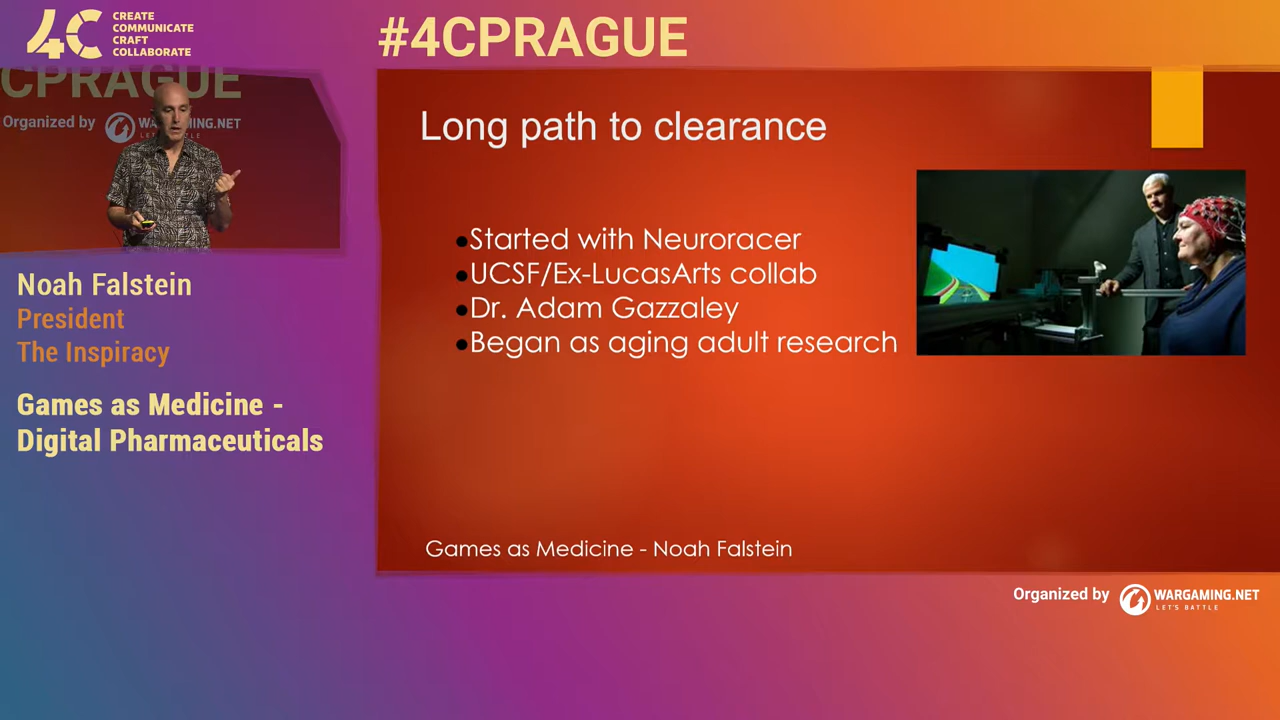 4C
CREATE
COMMUNICATE
CRAFT
COLLABORATE
#4CPRAGUE
CPRAGUE
Organized by
WARGAMING.NET
LET'S BATTLE
Noah Falstein
President
The Inspiracy
Games as Medicine -
Digital Pharmaceuticals
Long path to clearance
●Started with Neuroracer
●UCSF/Ex-LucasArts collab
●Dr. Adam Gazzaley
●Began as aging adult research
Games as Medicine - Noah Falstein
Organized by
WARGAMING.NET
LET'S BATTLE